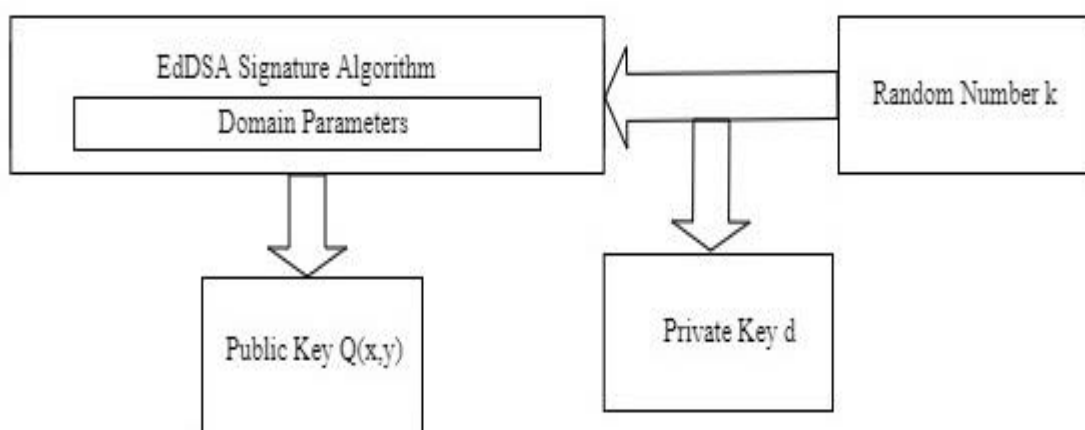 EdDSA Signature Algorithm
Domain Parameters
Random Number k
Public Key Q(x,y)
Private Key d